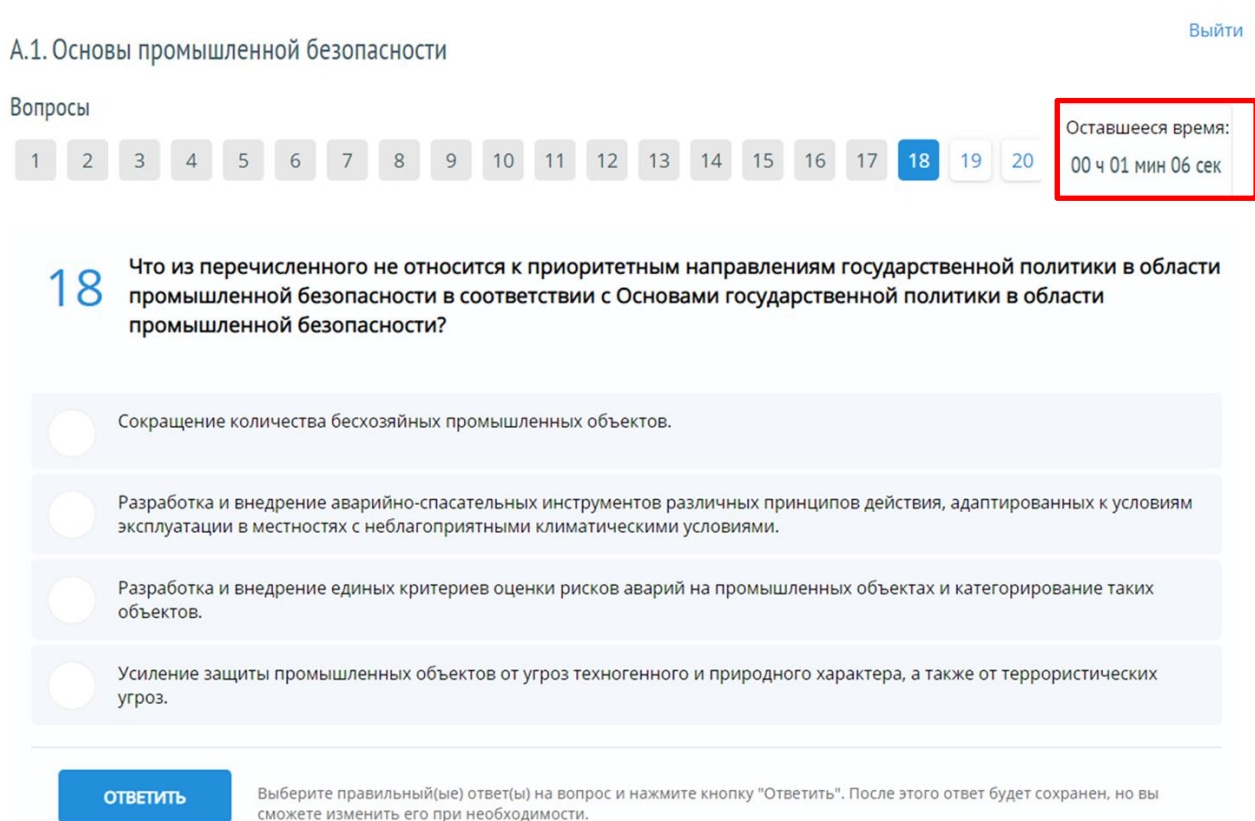 Выйти
А.1. Основы промышленной безопасности
Вопросы
1 2 3 4 5 6 7 8 9 10 11 12 13 14 15 16 17 18 19 20
Оставшееся время:
00 ч 01 мин 06 сек
18
Что из перечисленного не относится к приоритетным направлениям государственной политики в области
промышленной безопасности в соответствии с Основами государственной политики в области
промышленной безопасности?
Сокращение количества бесхозяйных промышленных объектов.
Разработка и внедрение аварийно-спасательных инструментов различных принципов действия, адаптированных к условиям
эксплуатации в местностях с неблагоприятными климатическими условиями.
Разработка и внедрение единых критериев оценки рисков аварий на промышленных объектах и категорирование таких
объектов.
Усиление защиты промышленных объектов от угроз техногенного и природного характера, а также от террористических
угроз.
ОТВЕТИТЬ
Выберите правильный(ые) ответ(ы) на вопрос и нажмите кнопку "Ответить". После этого ответ будет сохранен, но вы
сможете изменить его при необходимости.